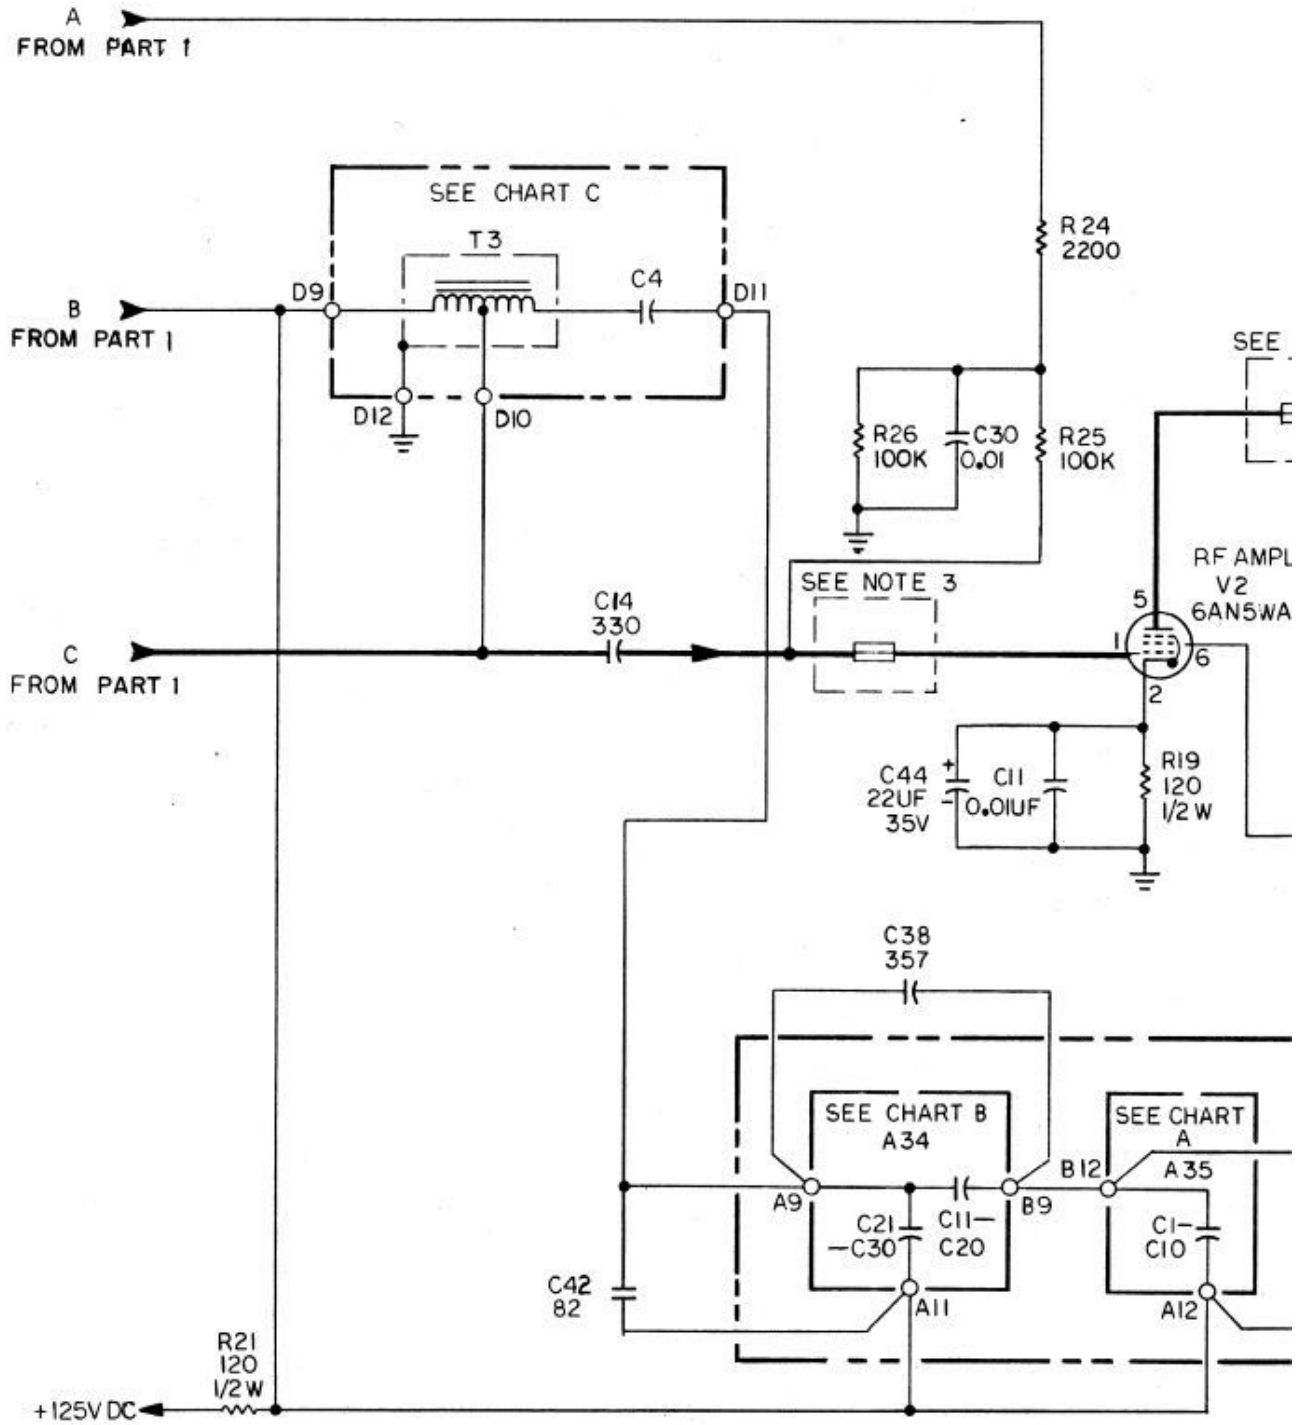 A
FROM PART 1
SEE CHART C
T3
C4
R24
2200
D9
D11
B
FROM PART 1
SEE
D12
D10
R26
100K
C30
0.01
R25
100K
RF AMPL
V2
6AN5WA
SEE NOTE 3
5
C14
330
1
6
C
FROM PART 1
2
C44
22UF
35V
+
-
C11
0.01UF
R19
120
1/2 W
C38
357
SEE CHART B
A34
SEE CHART
A
A35
B12
A9
B9
C21
-C30
C11-
C20
C1-
C10
C42
82
A11
A12
R21
120
1/2 W
+125V DC